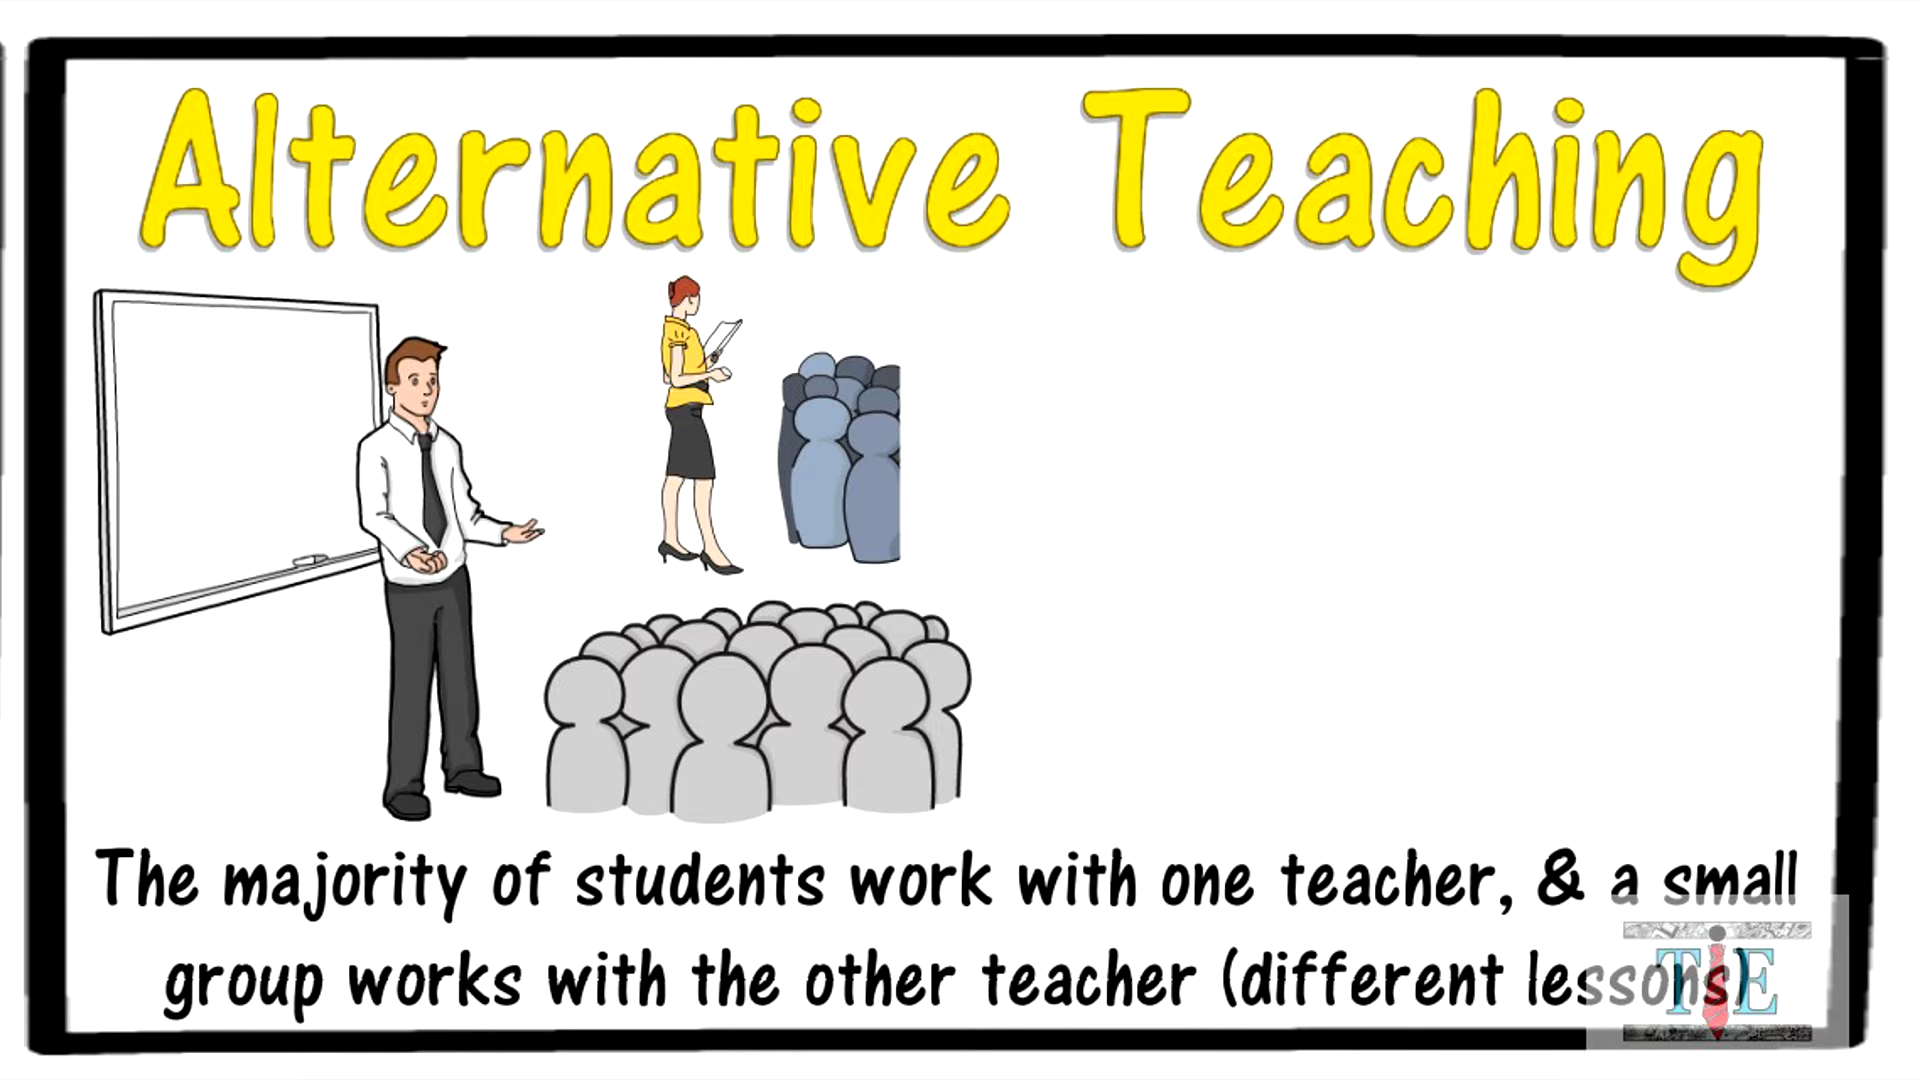 Alternative Teaching
The majority of students work with one teacher, & a small
group works with the other teacher (different lessons)
TiE